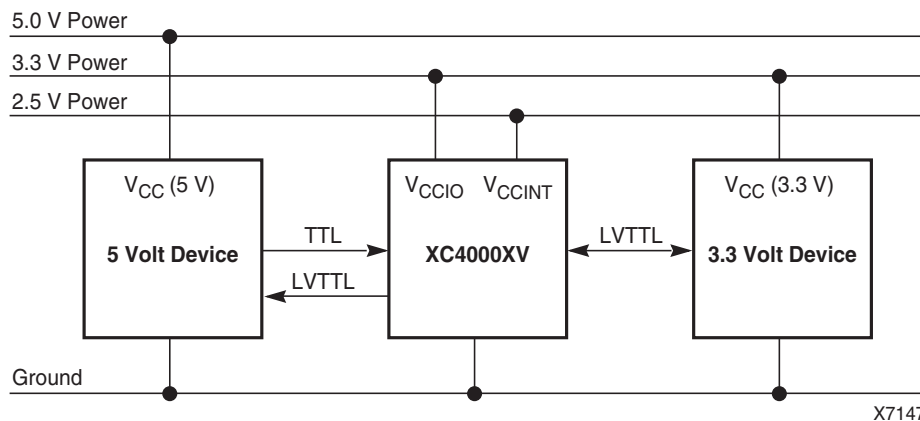 5.0 V Power
3.3 V Power
2.5 V Power
VCC (5 V)
VCCIO VCCINT
VCC (3.3 V)
5 Volt Device
TTL
XC4000XV
LVTTL
3.3 Volt Device
LVTTL
Ground
X7147